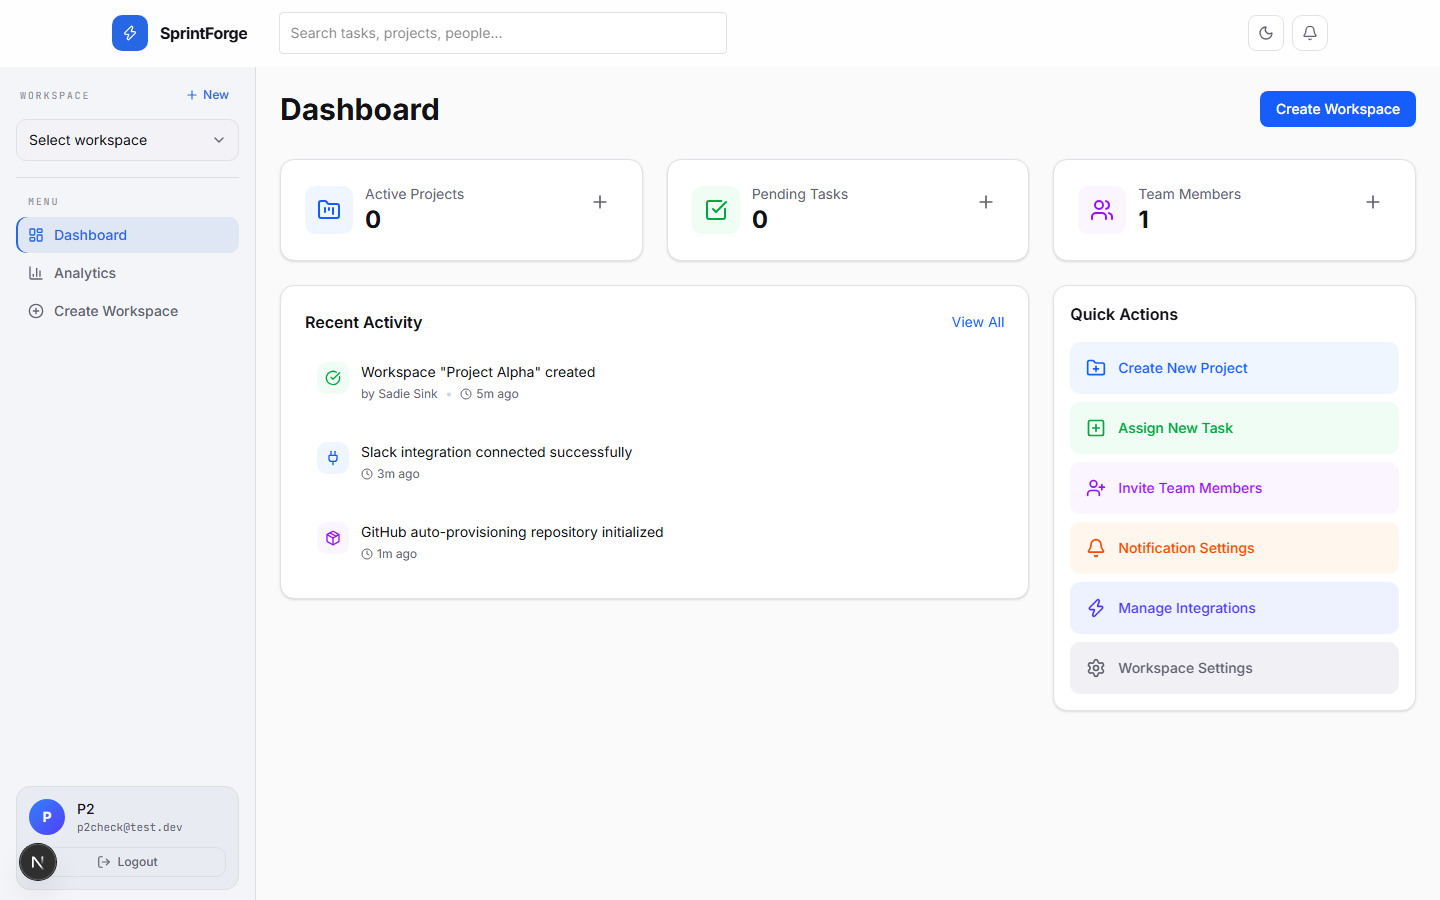 SprintForge
Search tasks, projects, people...
WORKSPACE
New
Select workspace
MENU
Dashboard
Analytics
Create Workspace
P
P2
p2check@test.dev
N
Logout
Dashboard
Create Workspace
Active Projects
0
Pending Tasks
0
Team Members
1
Recent Activity
View All
Workspace "Project Alpha" created
by Sadie Sink • 5m ago
Slack integration connected successfully
3m ago
GitHub auto-provisioning repository initialized
1m ago
Quick Actions
Create New Project
Assign New Task
Invite Team Members
Notification Settings
Manage Integrations
Workspace Settings